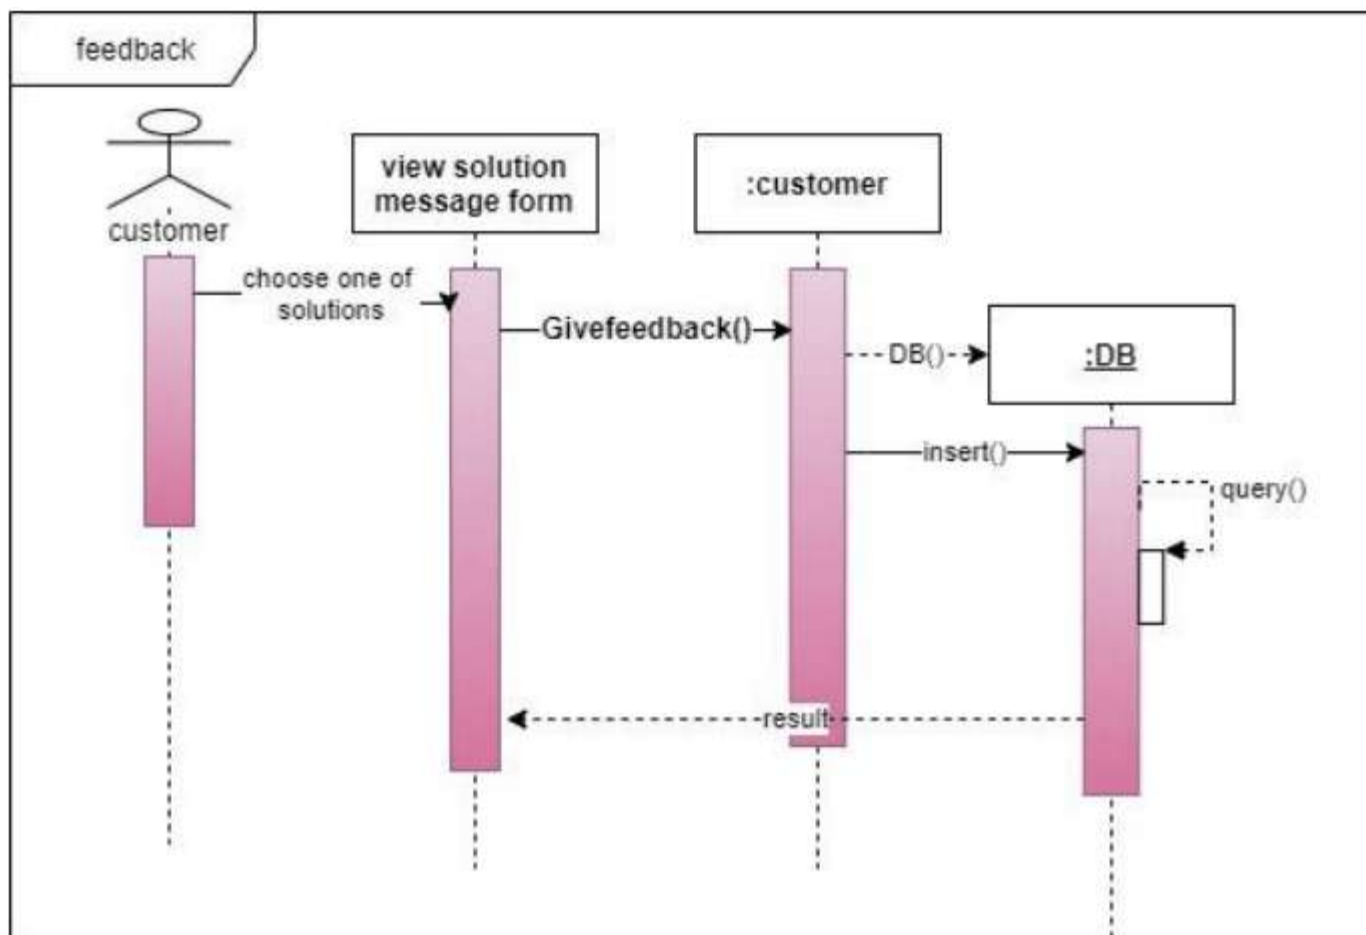 feedback
customer
view solution
message form
:customer
choose one of
solutions
Givefeedback()
DB()
:DB
insert()
query()
result